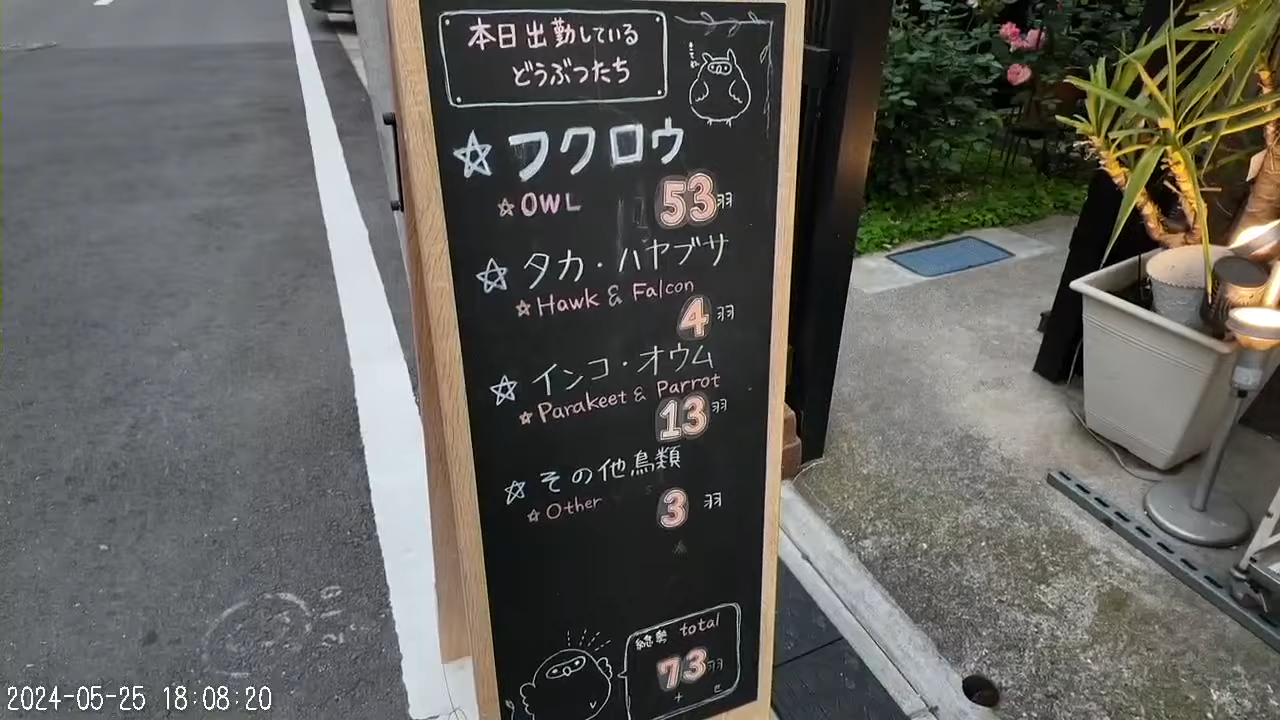 本日出勤している
どうぶつたち
フクロウ
OWL 53羽
タカ・ハヤブサ
Hawk & Falcon
4羽
インコ・オウム
Parakeet & Parrot
13羽
その他鳥類
Other 3羽
総勢 total
73羽
2024-05-25 18:08:20